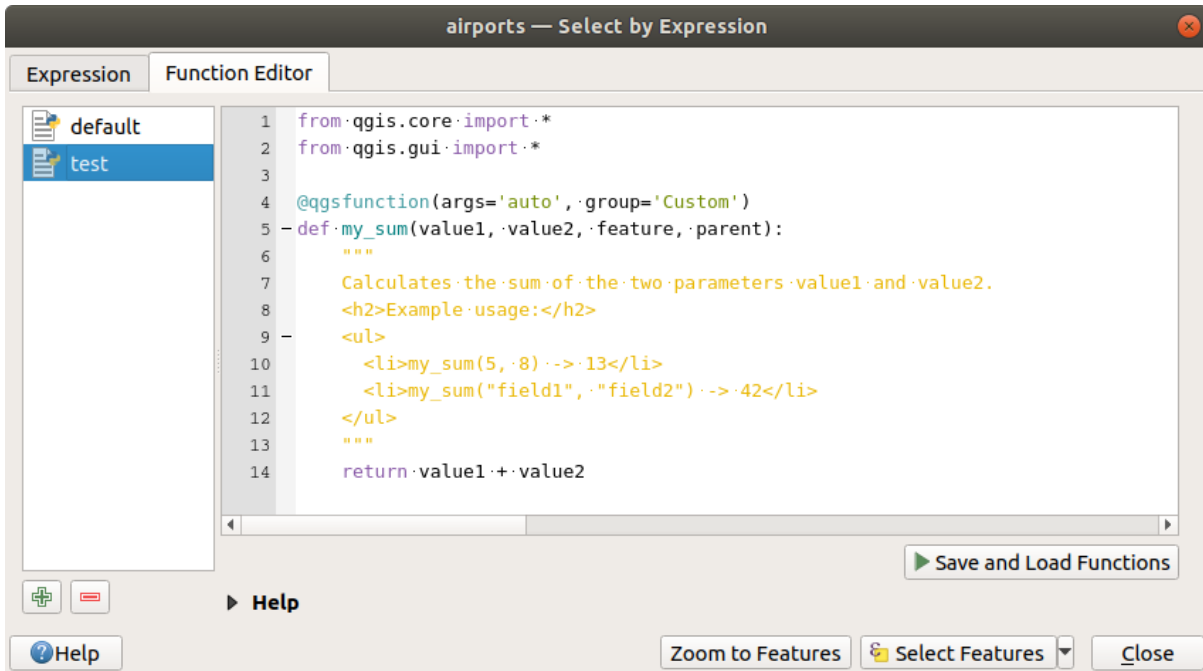 airports — Select by Expression
Expression
Function Editor
default
test
1 from·qgis.core·import·*
2 from·qgis.gui·import·*
3
4 @qgsfunction(args='auto',·group='Custom')
5 def·my_sum(value1,·value2,·feature,·parent):
6 """
7 Calculates·the·sum·of·the·two·parameters·value1·and·value2.
8 <h2>Example·usage:</h2>
9 <ul>
10 <li>my_sum(5,·8)·->·13</li>
11 <li>my_sum("field1",·"field2")·->·42</li>
12 </ul>
13 """
14 return·value1·+·value2
Save and Load Functions
Help
Help
Zoom to Features
Select Features
Close